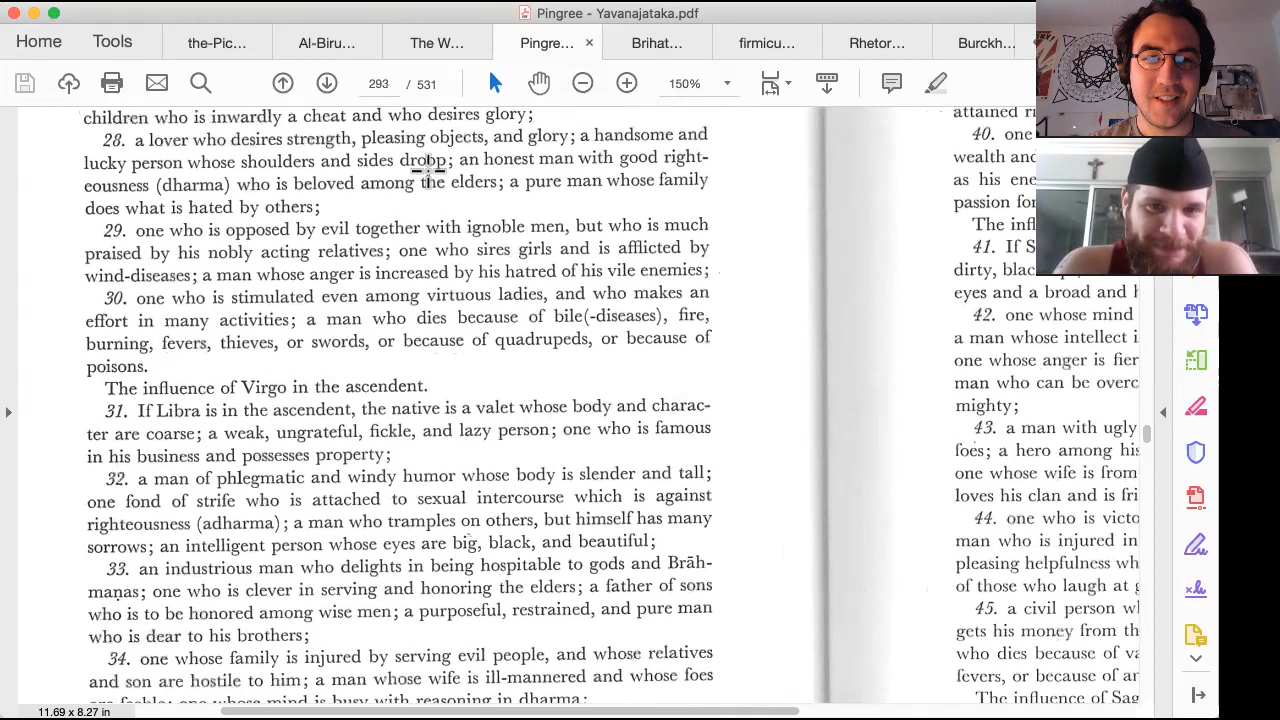 Pingree - Yavanajataka.pdf
Home Tools the-Pic... Al-Biru... The W... Pingre... × Brihat... firmicu... Rhetor... Burckh
293 / 531 150%
children who is inwardly a cheat and who desires glory;
28. a lover who desires strength, pleasing objects, and glory; a handsome and
lucky person whose shoulders and sides droop; an honest man with good right-
eousness (dharma) who is beloved among the elders; a pure man whose family
does what is hated by others;
29. one who is opposed by evil together with ignoble men, but who is much
praised by his nobly acting relatives; one who sires girls and is afflicted by
wind-diseases; a man whose anger is increased by his hatred of his vile enemies;
30. one who is stimulated even among virtuous ladies, and who makes an
effort in many activities; a man who dies because of bile(-diseases), fire,
burning, fevers, thieves, or swords, or because of quadrupeds, or because of
poisons.
The influence of Virgo in the ascendent.
31. If Libra is in the ascendent, the native is a valet whose body and charac-
ter are coarse; a weak, ungrateful, fickle, and lazy person; one who is famous
in his business and possesses property;
32. a man of phlegmatic and windy humor whose body is slender and tall;
one fond of strife who is attached to sexual intercourse which is against
righteousness (adharma); a man who tramples on others, but himself has many
sorrows; an intelligent person whose eyes are big, black, and beautiful;
33. an industrious man who delights in being hospitable to gods and Brāh-
maṇas; one who is clever in serving and honoring the elders; a father of sons
who is to be honored among wise men; a purposeful, restrained, and pure man
who is dear to his brothers;
34. one whose family is injured by serving evil people, and whose relatives
and son are hostile to him; a man whose wife is ill-mannered and whose foes
are feeble; one whose mind is busy with reasoning in dharma;
attained ri
40. one
wealth and
as his ene
passion for
The infl
41. If S
dirty, blac
eyes and a broad and h
42. one whose mind
a man whose intellect i
one whose anger is fier
man who can be overc
mighty;
43. a man with ugly
foes; a hero among his
one whose wife is from
loves his clan and is fri
44. one who is victo
man who is injured in
pleasing helpfulness wh
of those who laugh at g
45. a civil person wh
gets his money from th
who dies because of va
fevers, or because of an
The influence of Sag
11.69 x 8.27 in